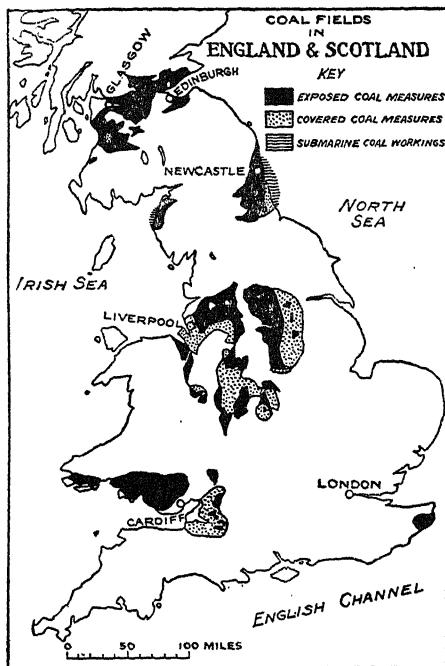 COAL FIELDS
IN
ENGLAND & SCOTLAND
KEY
EXPOSED COAL MEASURES
COVERED COAL MEASURES
SUBMARINE COAL WORKINGS
GLASGOW
EDINBURGH
NEWCASTLE
NORTH
SEA
IRISH SEA
LIVERPOOL
LONDON
CARDIFF
ENGLISH CHANNEL
0 50 100 MILES